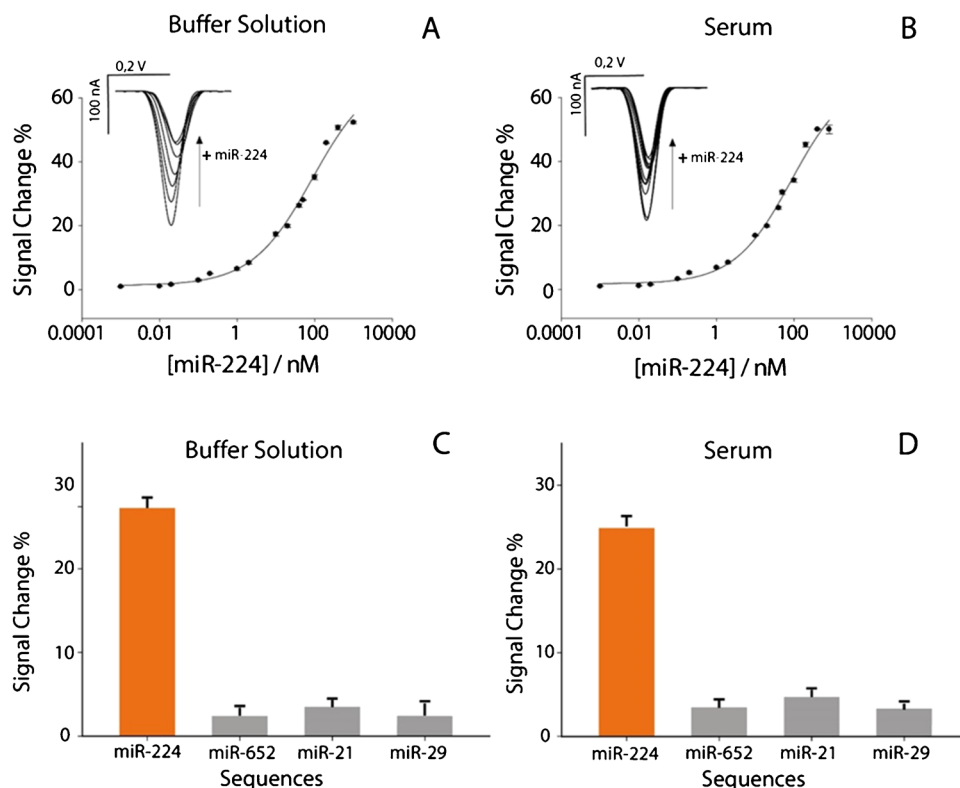 Buffer Solution
A
0,2 V
100 nA
60
40
20
0
Signal Change %
+ miR-224
0.0001
0.01
1
100
10000
[miR-224] / nM
Serum
B
0,2 V
100 nA
60
40
20
0
Signal Change %
+ miR-224
0.0001
0.01
1
100
10000
[miR-224] / nM
Buffer Solution
C
30
20
10
0
Signal Change %
miR-224
miR-652
miR-21
miR-29
Sequences
Serum
D
30
20
10
0
Signal Change %
miR-224
miR-652
miR-21
miR-29
Sequences